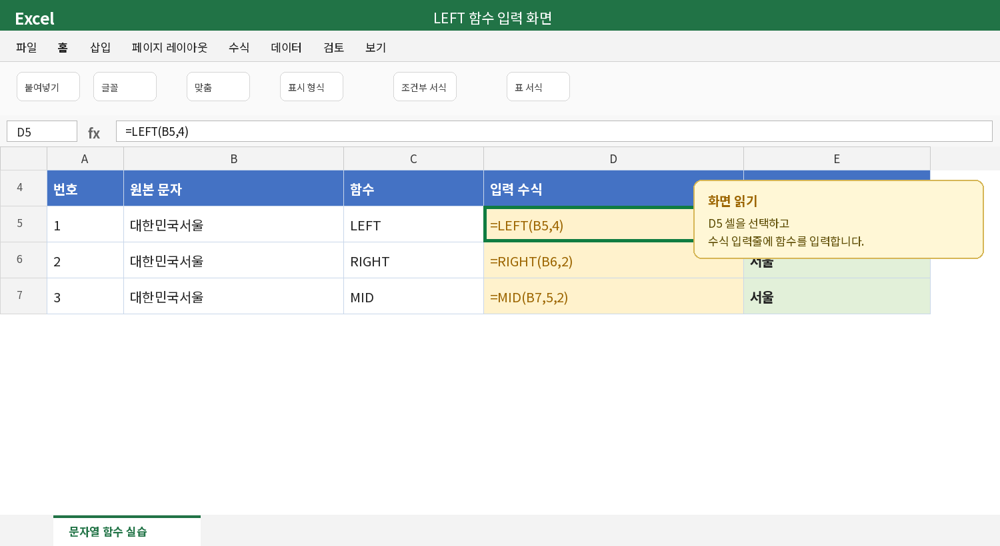 Excel
LEFT 함수 입력 화면
파일 홈 삽입 페이지 레이아웃 수식 데이터 검토 보기
붙여넣기 글꼴 맞춤 표시 형식 조건부 서식 표 서식
D5 fx =LEFT(B5,4)
A B C D E
4 번호 원본 문자 함수 입력 수식
5 1 대한민국서울 LEFT =LEFT(B5,4)
화면 읽기
D5 셀을 선택하고
수식 입력줄에 함수를 입력합니다.
6 2 대한민국서울 RIGHT =RIGHT(B6,2) 서울
7 3 대한민국서울 MID =MID(B7,5,2) 서울
문자열 함수 실습